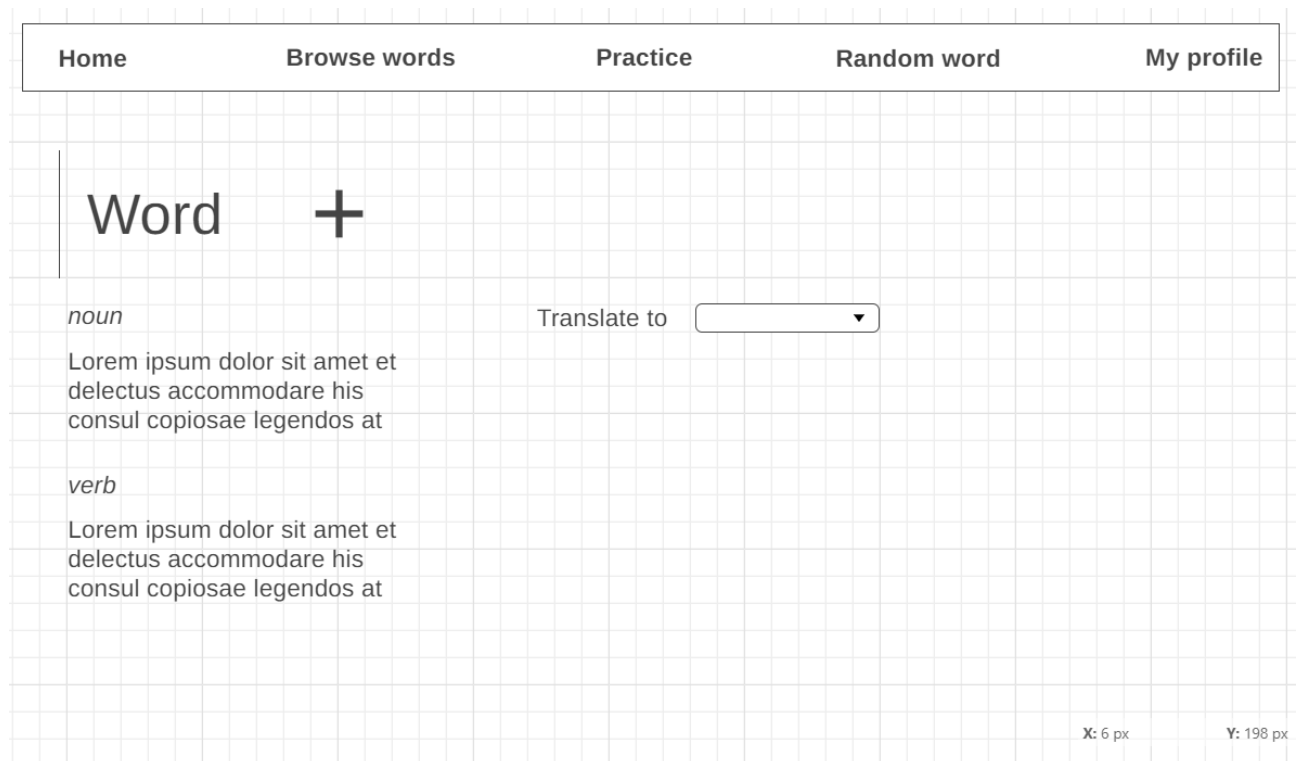 Home Browse words Practice Random word My profile
Word +
noun
Translate to
Lorem ipsum dolor sit amet et
delectus accommodare his
consul copiosae legendos at
verb
Lorem ipsum dolor sit amet et
delectus accommodare his
consul copiosae legendos at
X: 6 px Y: 198 px